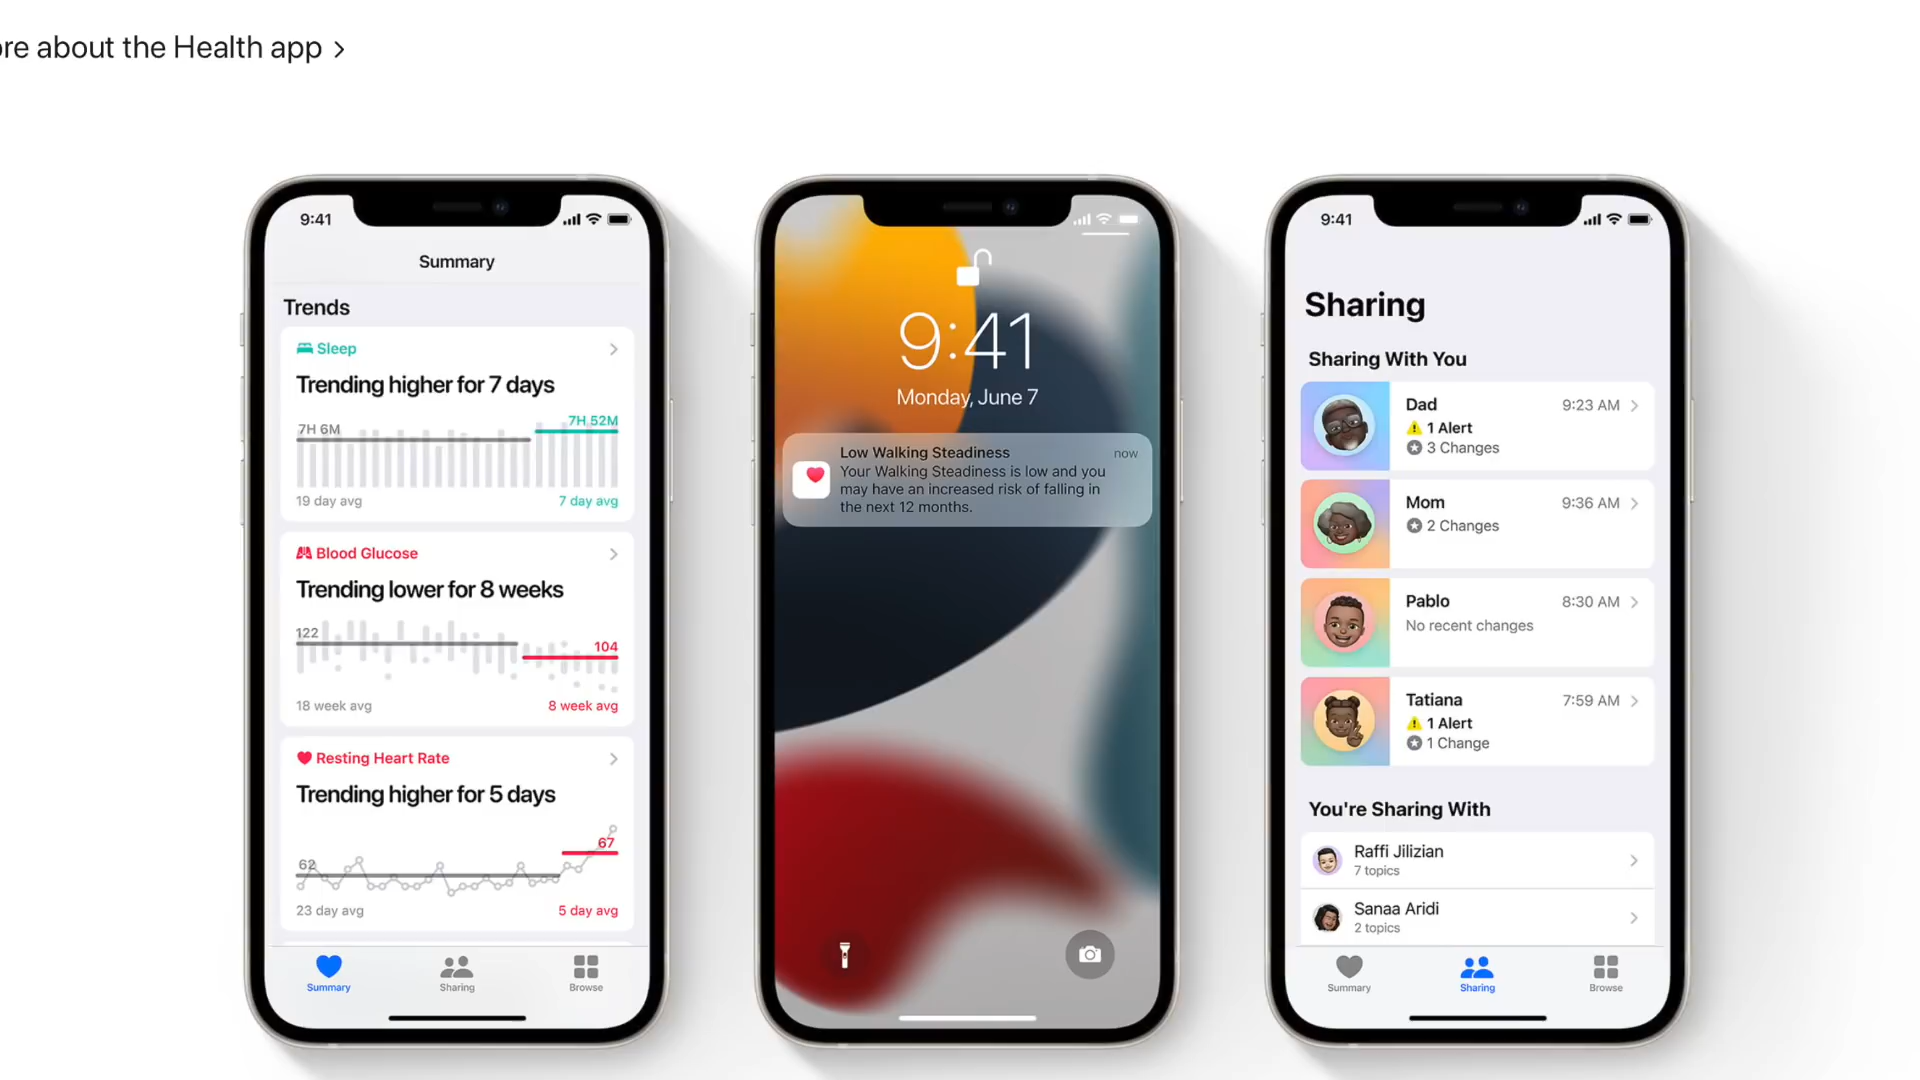 ore about the Health app
9:41
Summary
Trends
Sleep
Trending higher for 7 days
7H 6M
7H 52M
19 day avg
7 day avg
Blood Glucose
Trending lower for 8 weeks
122
104
18 week avg
8 week avg
Resting Heart Rate
Trending higher for 5 days
62
67
23 day avg
5 day avg
Summary
Sharing
Browse
9:41
Monday, June 7
Low Walking Steadiness
now
Your Walking Steadiness is low and you
may have an increased risk of falling in
the next 12 months.
9:41
Sharing
Sharing With You
Dad
9:23 AM
1 Alert
3 Changes
Mom
9:36 AM
2 Changes
Pablo
8:30 AM
No recent changes
Tatiana
7:59 AM
1 Alert
1 Change
You're Sharing With
Raffi Jilizian
7 topics
Sanaa Aridi
2 topics
Summary
Sharing
Browse